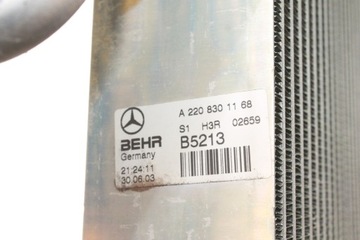 A 220 830 11 68
S1 H3R 02659
BEHR B5213
Germany
21:24:11
30.06.03